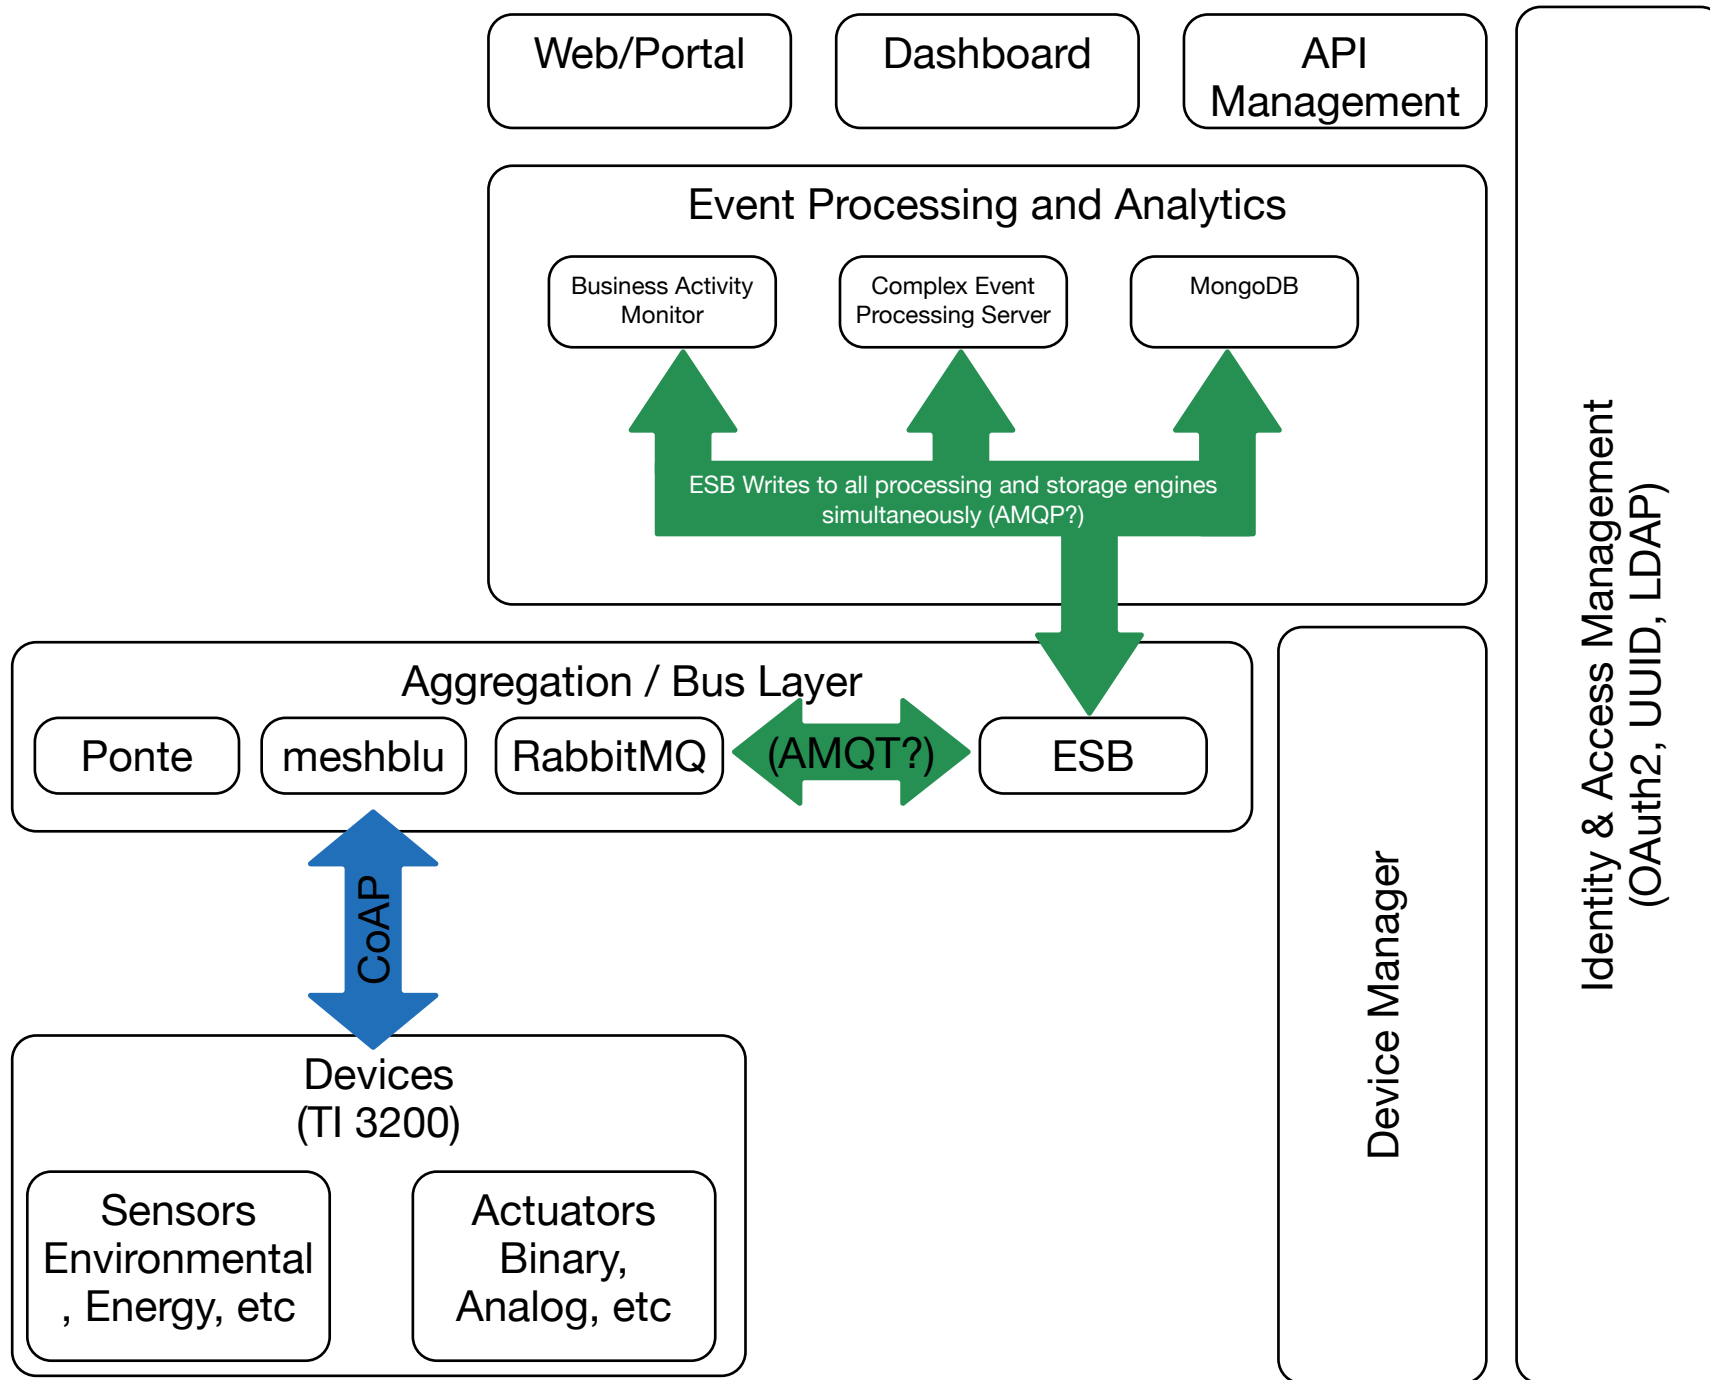 Web/Portal
Dashboard
API
Management
Event Processing and Analytics
Business Activity
Monitor
Complex Event
Processing Server
MongoDB
ESB Writes to all processing and storage engines
simultaneously (AMQP?)
Aggregation / Bus Layer
Ponte
meshblu
RabbitMQ
(AMQT?)
ESB
CoAP
Devices
(TI 3200)
Sensors
Environmental
, Energy, etc
Actuators
Binary,
Analog, etc
Device Manager
Identity & Access Management
(OAuth2, UUID, LDAP)